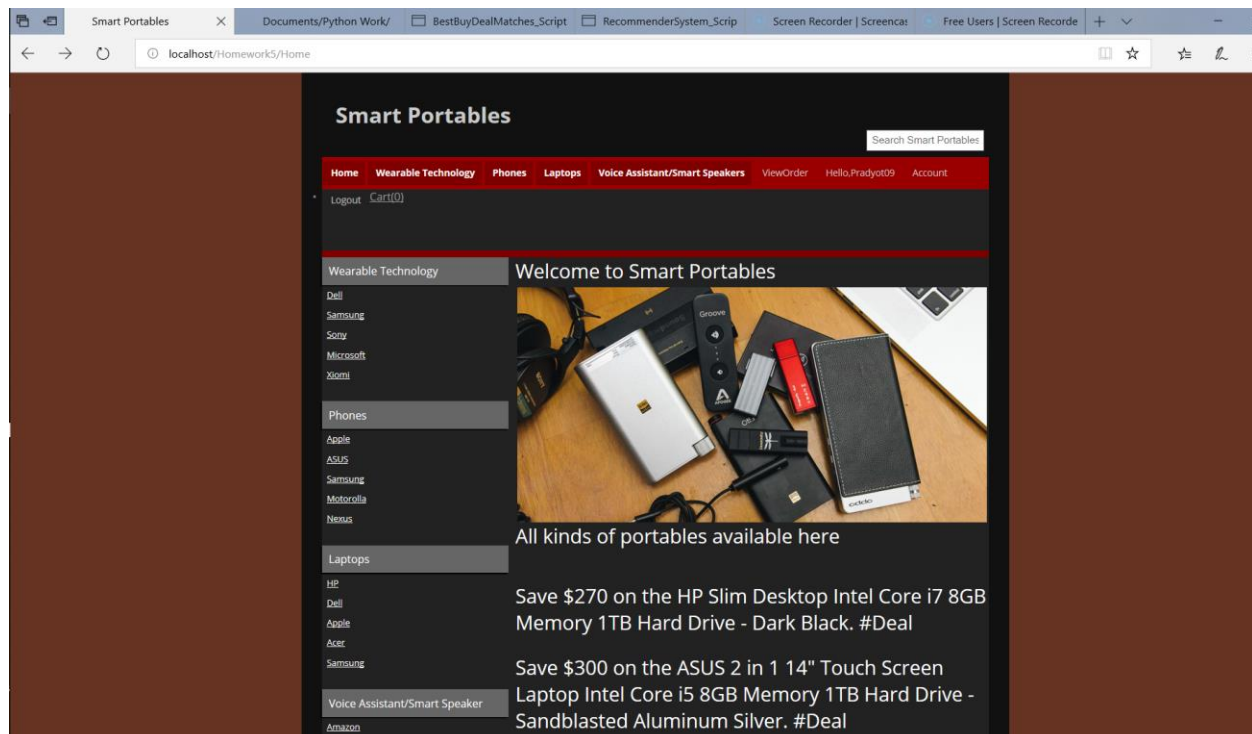 Smart Portables
Documents/Python Work/
BestBuyDealMatches_Script
RecommenderSystem_Scrip
Screen Recorder | Screencas
Free Users | Screen Recorde
localhost/Homework5/Home
Smart Portables
Search Smart Portables
Home Wearable Technology Phones Laptops Voice Assistant/Smart Speakers ViewOrder Hello,Pradyot09 Account
Logout Cart(0)
Wearable Technology
Dell
Samsung
Sony
Microsoft
Xiomi
Phones
Apple
ASUS
Samsung
Motorolla
Nexus
Laptops
HP
Dell
Apple
Acer
Samsung
Voice Assistant/Smart Speaker
Amazon
Welcome to Smart Portables
Groove
oppo
All kinds of portables available here
Save $270 on the HP Slim Desktop Intel Core i7 8GB
Memory 1TB Hard Drive - Dark Black. #Deal
Save $300 on the ASUS 2 in 1 14" Touch Screen
Laptop Intel Core i5 8GB Memory 1TB Hard Drive -
Sandblasted Aluminum Silver. #Deal